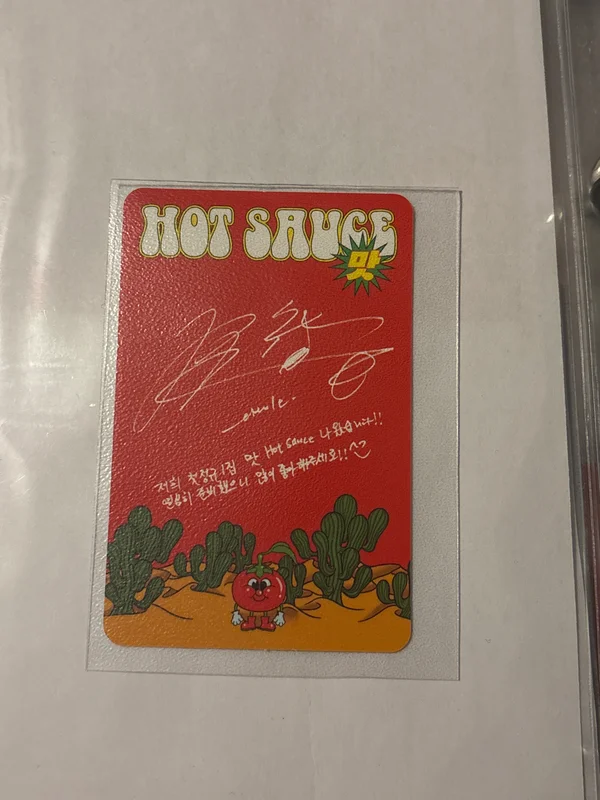 HOT SAUCE
맛
저희 첫정규1집 맛 Hot Sauce 나왔습니다!!
열심히 준비했으니 많이 좋아해주세요!!